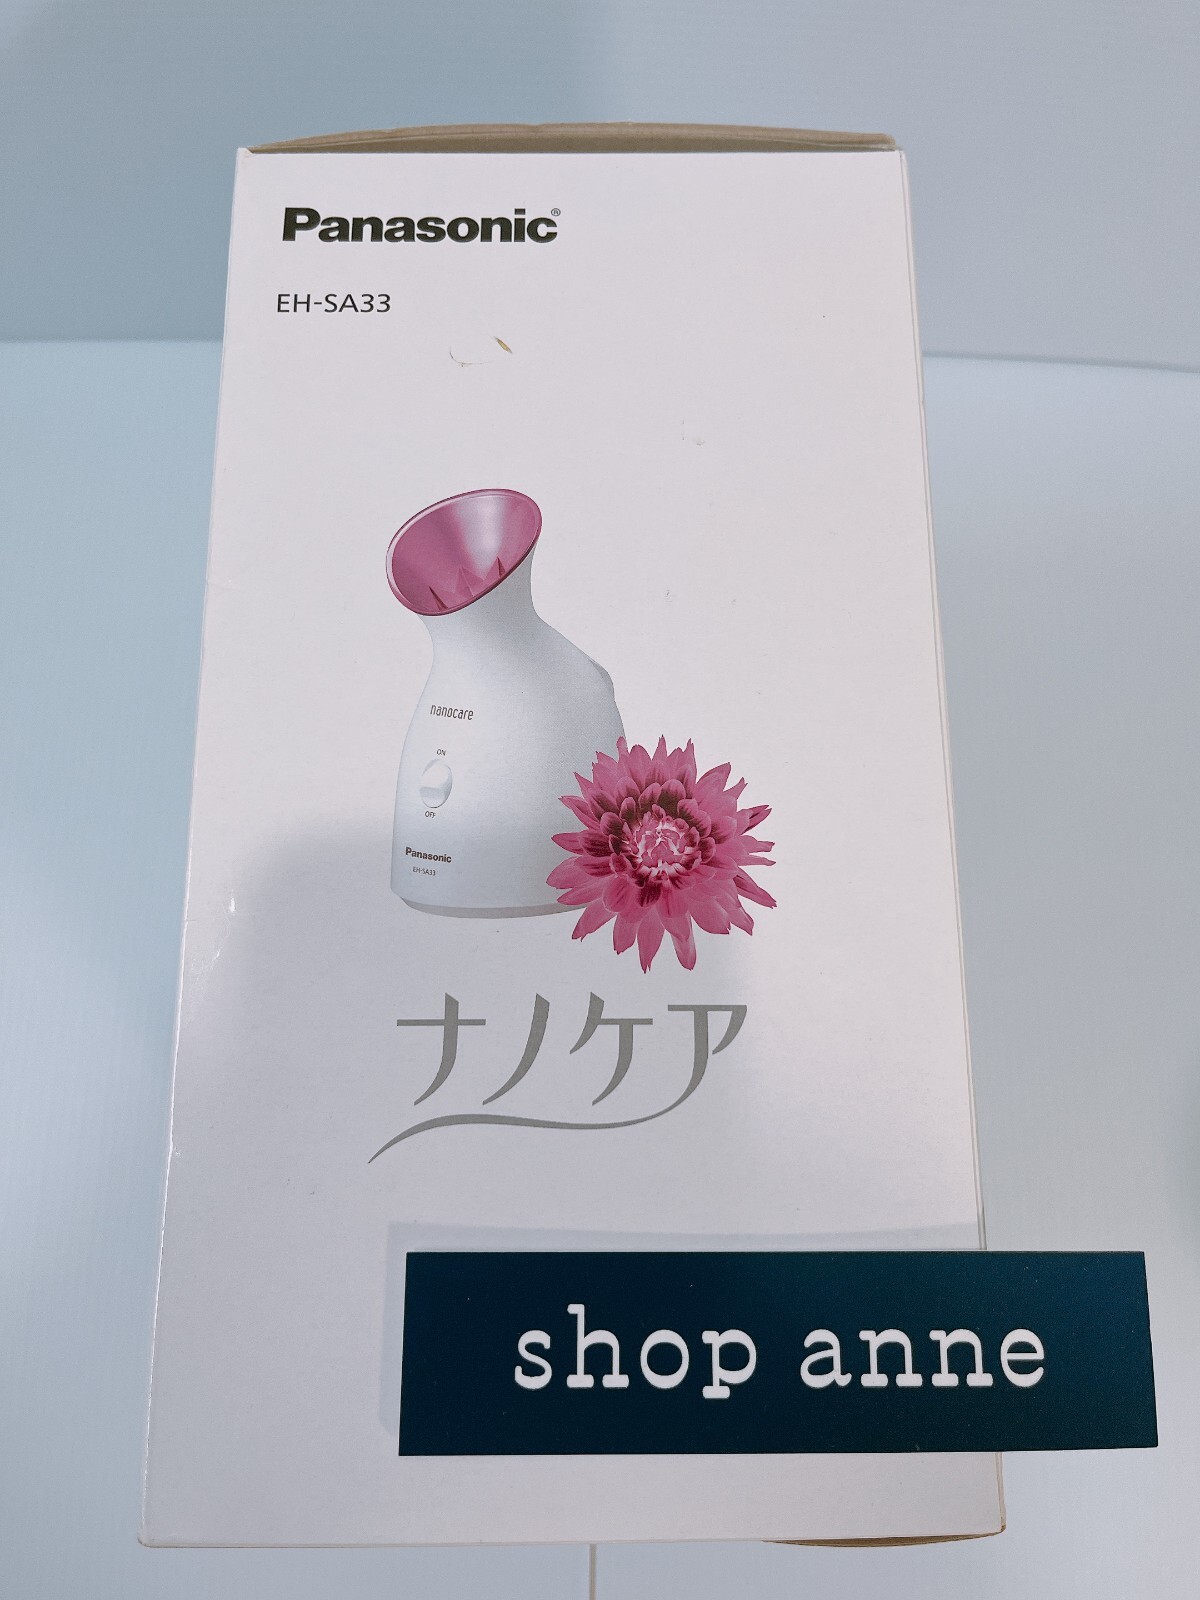 Panasonic®
EH-SA33
nanocare
ON
OFF
Panasonic
EH-SA33
ナノケア
shop anne